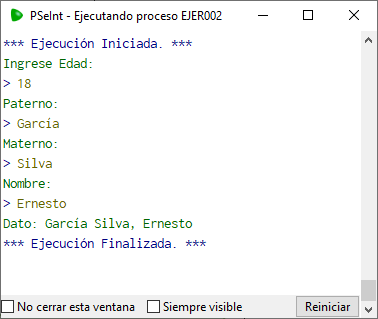 PSeInt - Ejecutando proceso EJER002
*** Ejecución Iniciada. ***
Ingrese Edad:
> 18
Paterno:
> García
Materno:
> Silva
Nombre:
> Ernesto
Dato: García Silva, Ernesto
*** Ejecución Finalizada. ***
No cerrar esta ventana Siempre visible Reiniciar